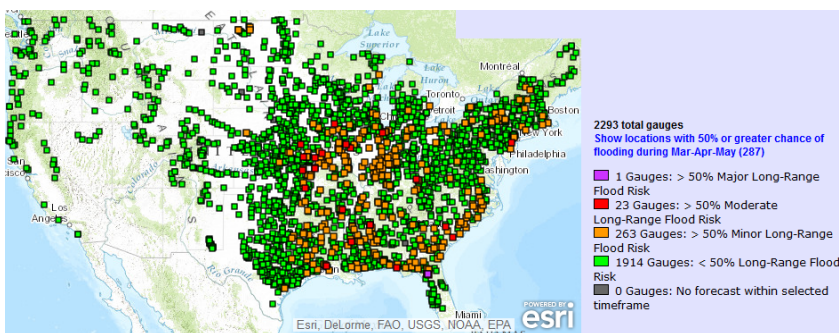 Lake
Superior
Montréal
Lake
Huron
Toronto
Detroit
Boston
New York
Philadelphia
Washington
Los
Angeles
Rio Grande
Miami
2293 total gauges
Show locations with 50% or greater chance of
flooding during Mar-Apr-May (287)
1 Gauges: > 50% Major Long-Range
Flood Risk
23 Gauges: > 50% Moderate
Long-Range Flood Risk
263 Gauges: > 50% Minor Long-Range
Flood Risk
1914 Gauges: < 50% Long-Range Flood
Risk
0 Gauges: No forecast within selected
timeframe
POWERED BY
esri
Esri, DeLorme, FAO, USGS, NOAA, EPA